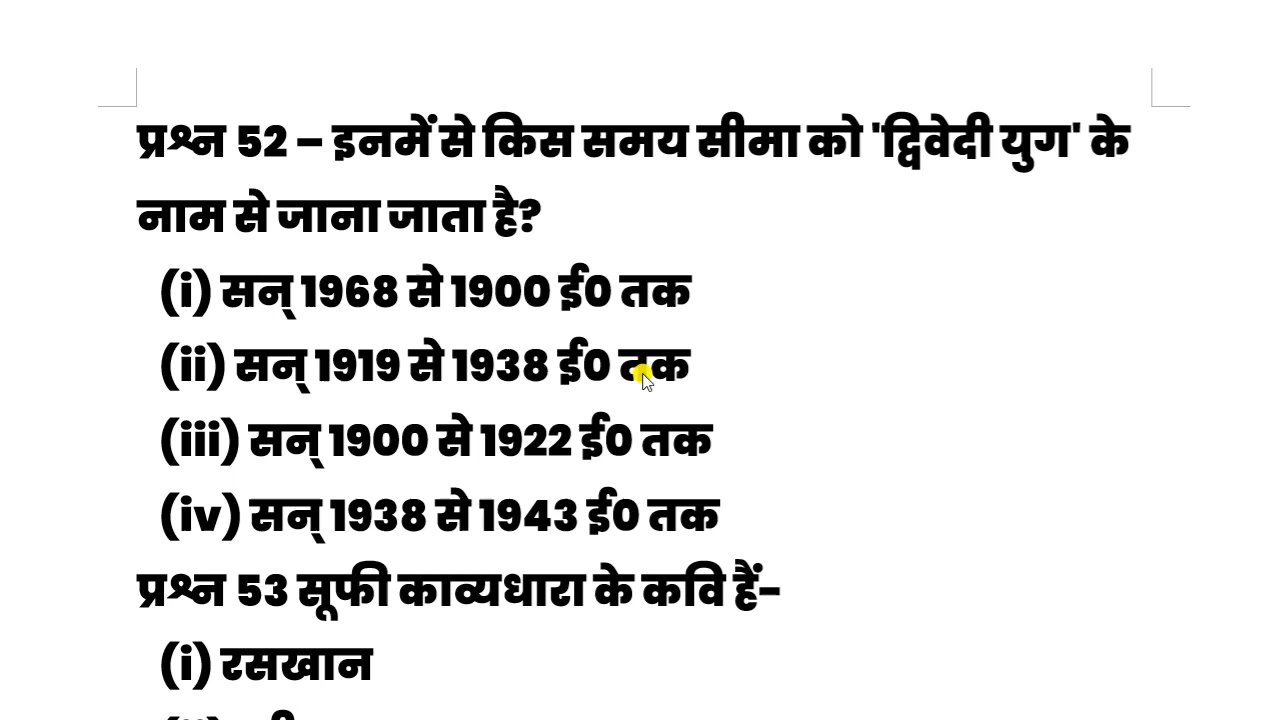 प्रश्न 52 – इनमें से किस समय सीमा को 'द्विवेदी युग' के
नाम से जाना जाता है?
(i) सन् 1968 से 1900 ई0 तक
(ii) सन् 1919 से 1938 ई0 तक
(iii) सन् 1900 से 1922 ई0 तक
(iv) सन् 1938 से 1943 ई0 तक
प्रश्न 53 सूफी काव्यधारा के कवि हैं-
(i) रसखान